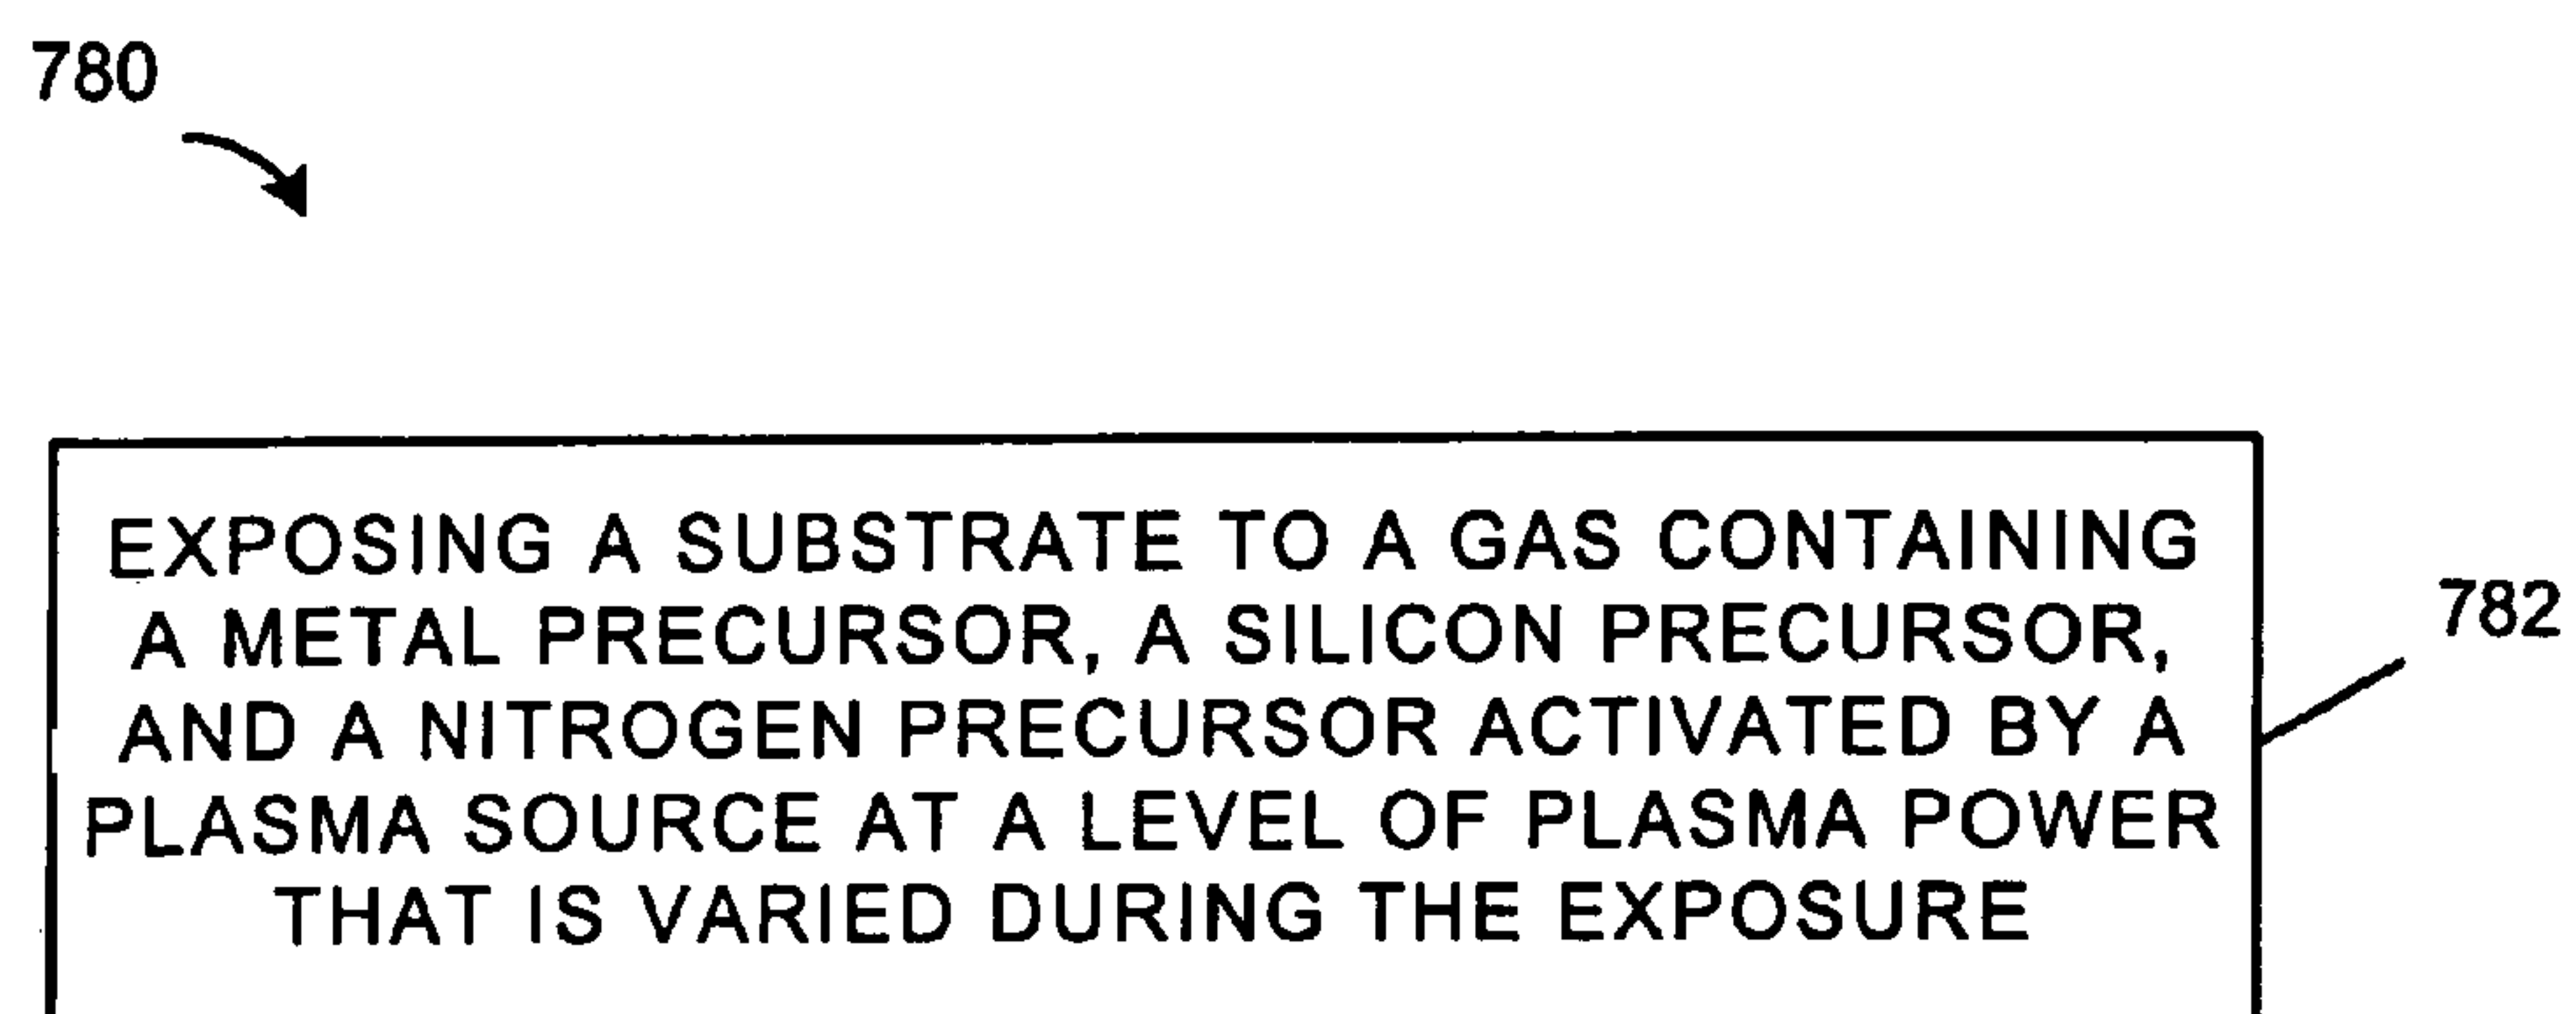 780
EXPOSING A SUBSTRATE TO A GAS CONTAINING
A METAL PRECURSOR, A SILICON PRECURSOR,
AND A NITROGEN PRECURSOR ACTIVATED BY A
PLASMA SOURCE AT A LEVEL OF PLASMA POWER
THAT IS VARIED DURING THE EXPOSURE
782